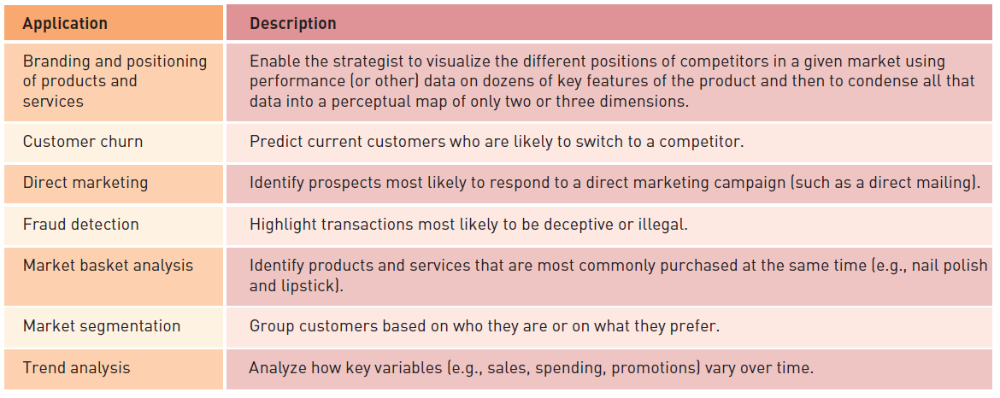 Application
Description
Branding and positioning
of products and
services
Enable the strategist to visualize the different positions of competitors in a given market using
performance (or other) data on dozens of key features of the product and then to condense all that
data into a perceptual map of only two or three dimensions.
Customer churn
Predict current customers who are likely to switch to a competitor.
Direct marketing
Identify prospects most likely to respond to a direct marketing campaign (such as a direct mailing).
Fraud detection
Highlight transactions most likely to be deceptive or illegal.
Market basket analysis
Identify products and services that are most commonly purchased at the same time (e.g., nail polish
and lipstick).
Market segmentation
Group customers based on who they are or on what they prefer.
Trend analysis
Analyze how key variables (e.g., sales, spending, promotions) vary over time.